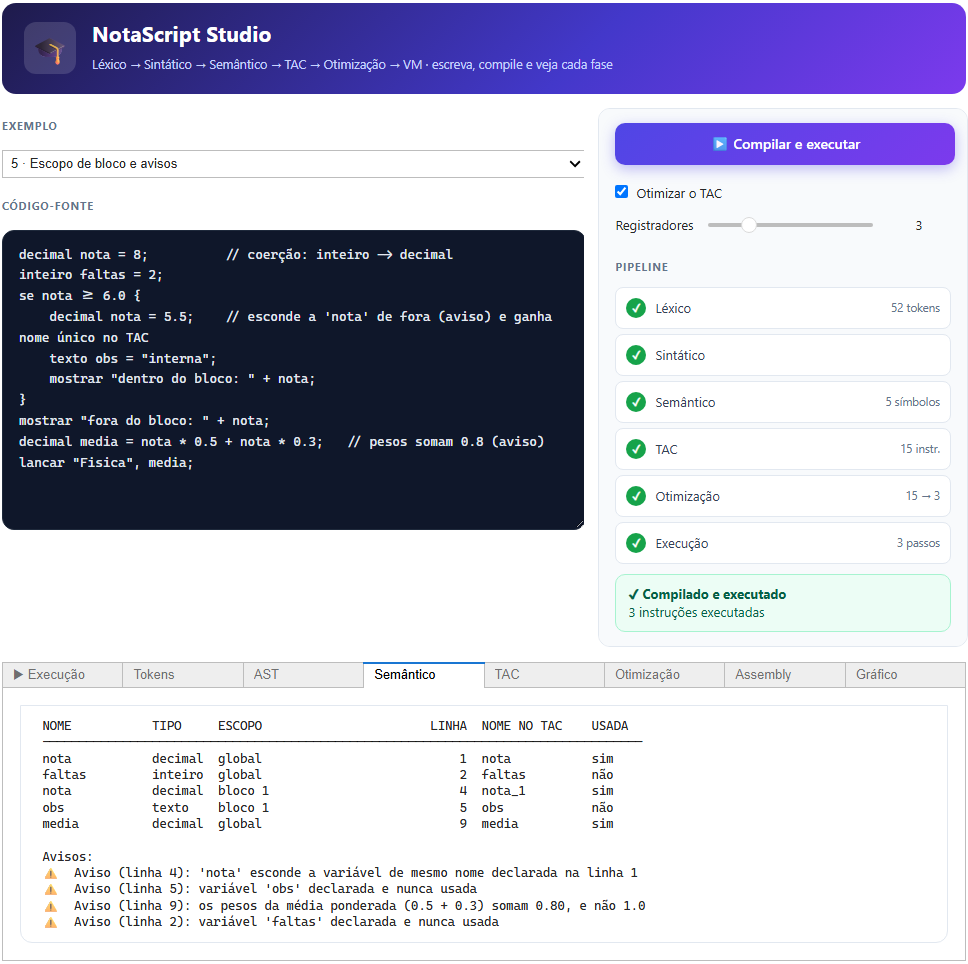 NotaScript Studio
Léxico → Sintático → Semântico → TAC → Otimização → VM · escreva, compile e veja cada fase
EXEMPLO
5 · Escopo de bloco e avisos
CÓDIGO-FONTE
decimal nota = 8;          // coerção: inteiro -> decimal
inteiro faltas = 2;
se nota >= 6.0 {
    decimal nota = 5.5;    // esconde a 'nota' de fora (aviso) e ganha
nome único no TAC
    texto obs = "interna";
    mostrar "dentro do bloco: " + nota;
}
mostrar "fora do bloco: " + nota;
decimal media = nota * 0.5 + nota * 0.3;   // pesos somam 0.8 (aviso)
lancar "Fisica", media;
Compilar e executar
Otimizar o TAC
Registradores 3
PIPELINE
Léxico 52 tokens
Sintático
Semântico 5 símbolos
TAC 15 instr.
Otimização 15 → 3
Execução 3 passos
✔ Compilado e executado
3 instruções executadas
▶ Execução Tokens AST Semântico TAC Otimização Assembly Gráfico
NOME TIPO ESCOPO LINHA NOME NO TAC USADA
nota decimal global 1 nota sim
faltas inteiro global 2 faltas não
nota decimal bloco 1 4 nota_1 sim
obs texto bloco 1 5 obs não
media decimal global 9 media sim
Avisos:
⚠ Aviso (linha 4): 'nota' esconde a variável de mesmo nome declarada na linha 1
⚠ Aviso (linha 5): variável 'obs' declarada e nunca usada
⚠ Aviso (linha 9): os pesos da média ponderada (0.5 + 0.3) somam 0.80, e não 1.0
⚠ Aviso (linha 2): variável 'faltas' declarada e nunca usada